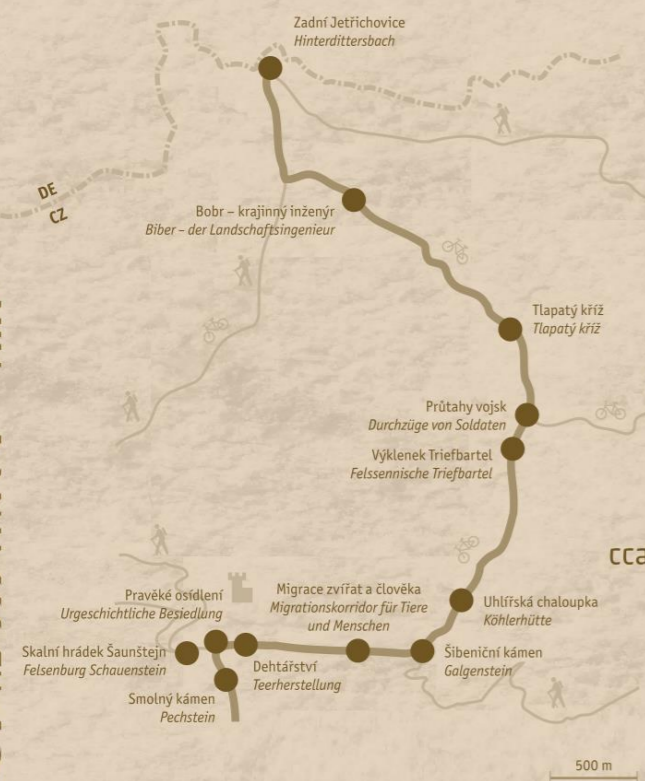 Zadní Jetřichovice
Hinterdittersbach
DE
CZ
Bobr – krajinný inženýr
Biber – der Landschaftsingenieur
Tlapatý kříž
Tlapatý kříž
Průtahy vojsk
Durchzüge von Soldaten
Výklenek Triefbartel
Felssennische Triefbartel
cca
Pravěké osídlení
Urgeschichtliche Besiedlung
Migrace zvířat a člověka
Migrationskorridor für Tiere
und Menschen
Uhlířská chaloupka
Köhlerhütte
Skalní hrádek Šaunštejn
Felsenburg Schauenstein
Dehtářství
Teerherstellung
Šibeniční kámen
Galgenstein
Smolný kámen
Pechstein
500 m